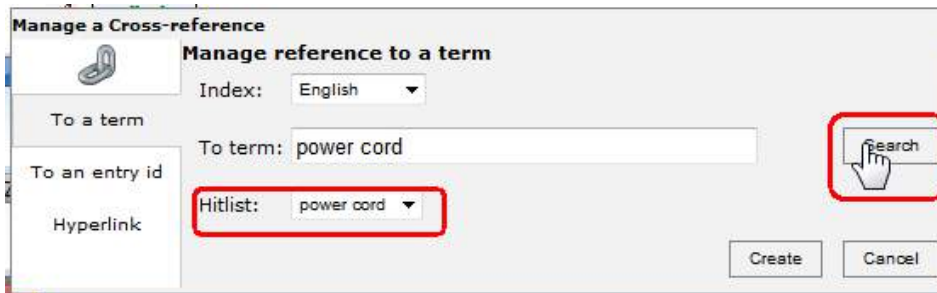 Manage a Cross-reference
Manage reference to a term
Index: English
To a term
To term: power cord
Search
To an entry id
Hitlist: power cord
Hyperlink
Create Cancel